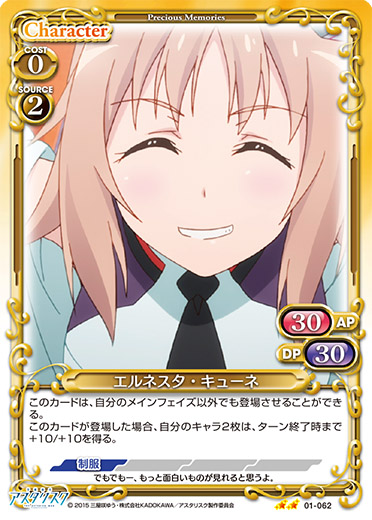 Precious Memories
Character
COST
0
SOURCE
2
30 AP
DP 30
エルネスタ・キューネ
このカードは、自分のメインフェイズ以外でも登場させることができ
る。
このカードが登場した場合、自分のキャラ2枚は、ターン終了時まで
+10/+10を得る。
制服
でもでもー、もっと面白いものが見れると思うよ。
アスタリスク
© 2015 三屋咲ゆう・株式会社KADOKAWA／アスタリスク製作委員会
01-062